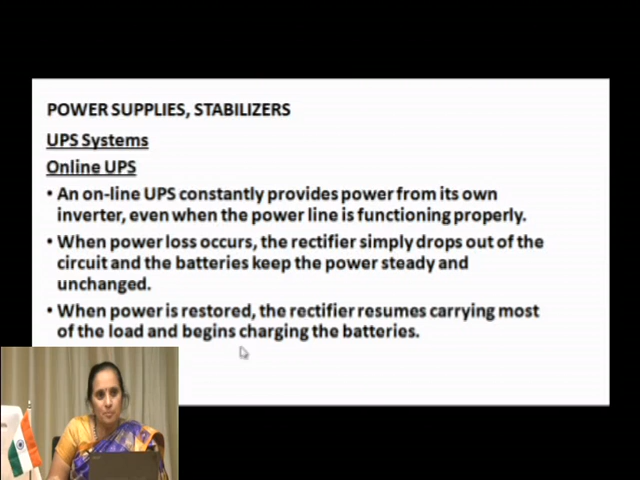 POWER SUPPLIES, STABILIZERS
UPS Systems
Online UPS
• An on-line UPS constantly provides power from its own
inverter, even when the power line is functioning properly.
• When power loss occurs, the rectifier simply drops out of the
circuit and the batteries keep the power steady and
unchanged.
• When power is restored, the rectifier resumes carrying most
of the load and begins charging the batteries.